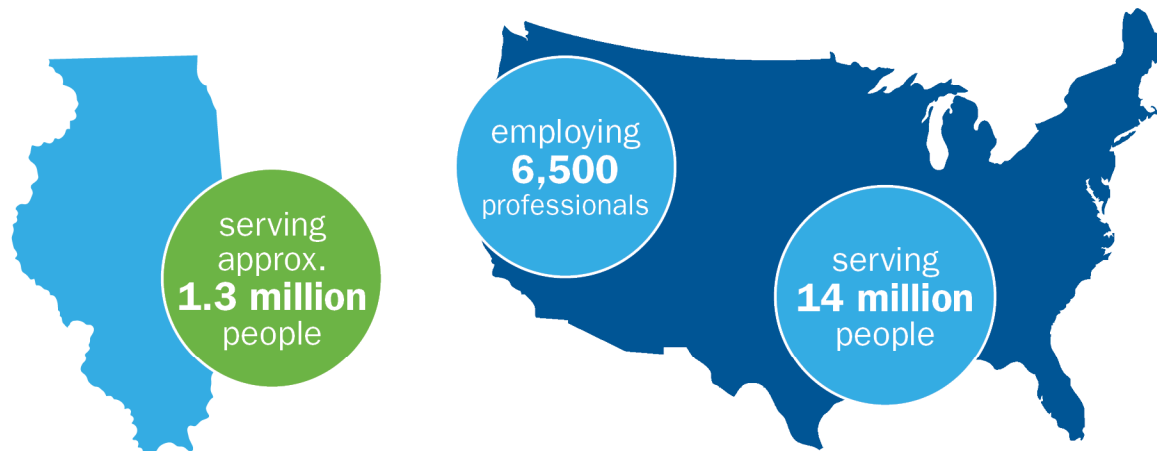 serving
approx.
1.3 million
people
employing
6,500
professionals
serving
14 million
people